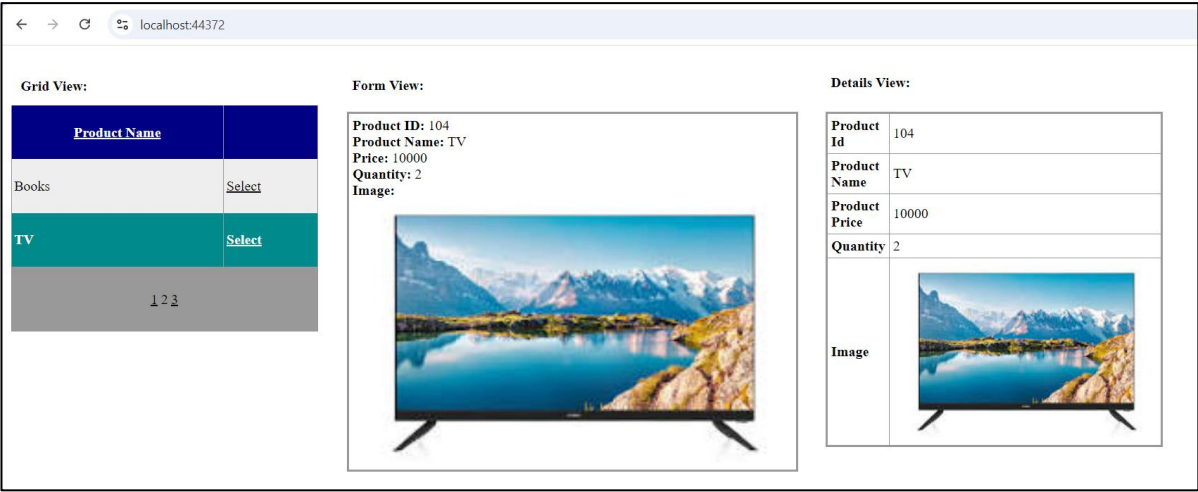 localhost:44372
Grid View:
Product Name
Books Select
TV Select
1 2 3
Form View:
Product ID: 104
Product Name: TV
Price: 10000
Quantity: 2
Image:
Details View:
Product
Id
104
Product
Name
TV
Product
Price
10000
Quantity 2
Image